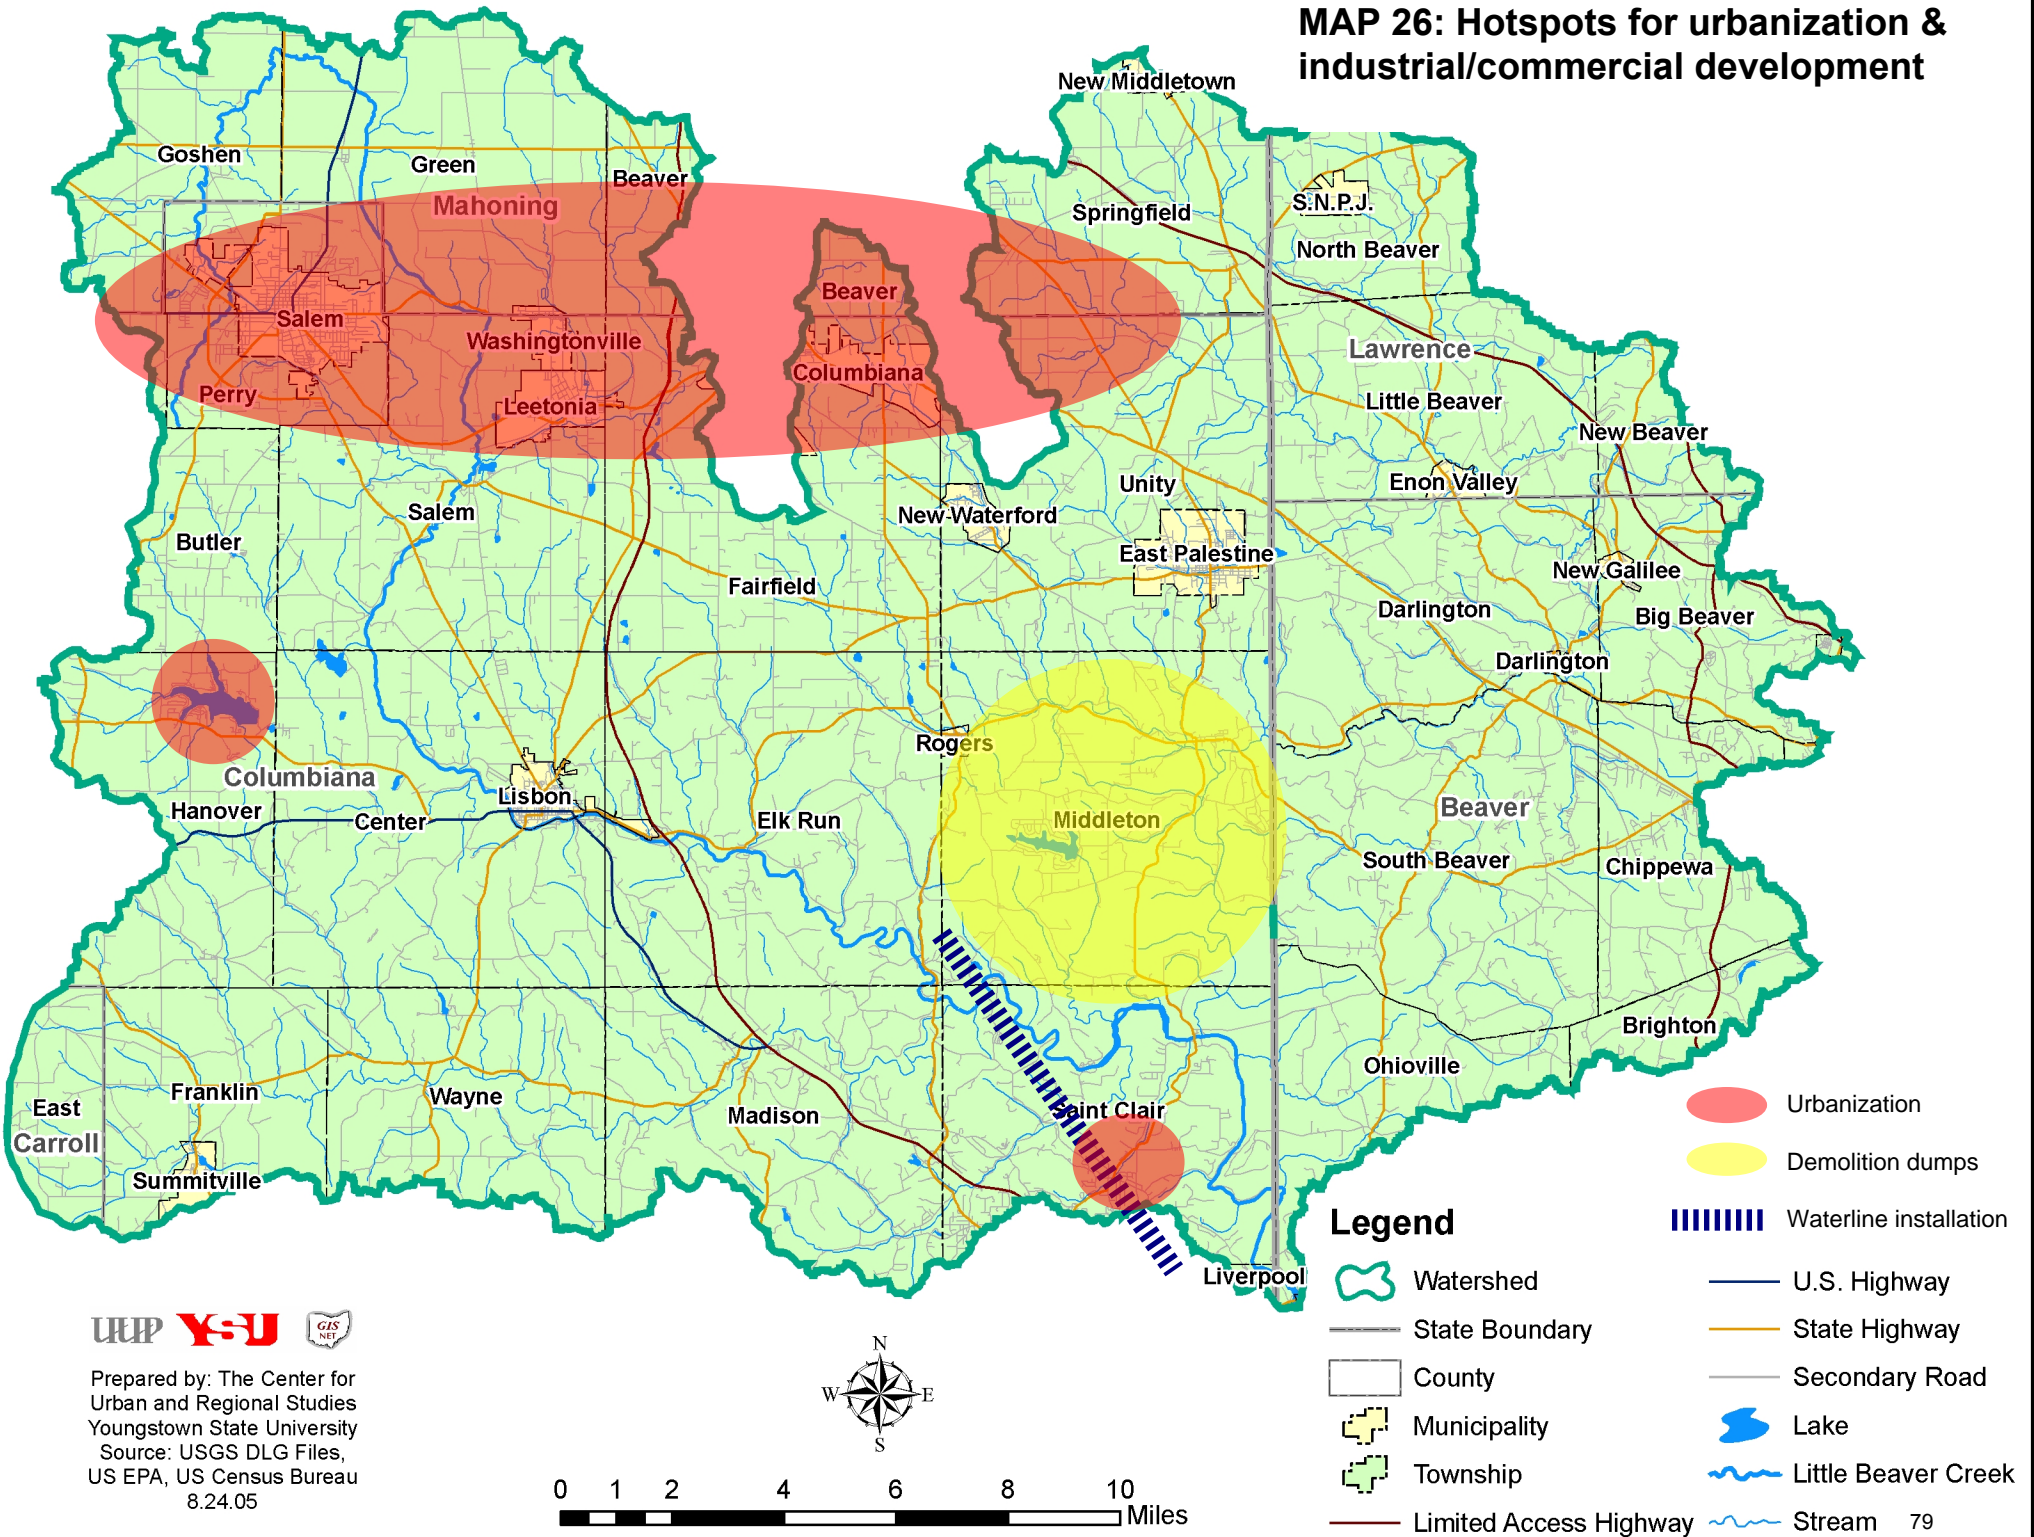 MAP 26: Hotspots for urbanization &
industrial/commercial development
New Middletown
Goshen
Green
Beaver
Mahoning
Springfield
S.N.P.J.
North Beaver
Beaver
Salem
Washingtonville
Columbiana
Lawrence
Perry
Leetonia
Little Beaver
New Beaver
Unity
Enon Valley
Salem
New Waterford
Butler
East Palestine
Fairfield
New Galilee
Darlington
Big Beaver
Darlington
Rogers
Columbiana
Hanover
Lisbon
Center
Elk Run
Middleton
Beaver
South Beaver
Chippewa
Brighton
Ohioville
Franklin
Wayne
East
Carroll
Madison
Saint Clair
Summitville
Liverpool
Urbanization
Demolition dumps
Waterline installation
Legend
Watershed
State Boundary
County
Municipality
Township
Limited Access Highway
U.S. Highway
State Highway
Secondary Road
Lake
Little Beaver Creek
Stream
79
UUP YSU GIS
NET
Prepared by: The Center for
Urban and Regional Studies
Youngstown State University
Source: USGS DLG Files,
US EPA, US Census Bureau
8.24.05
N
W E
S
0 1 2 4 6 8 10
Miles